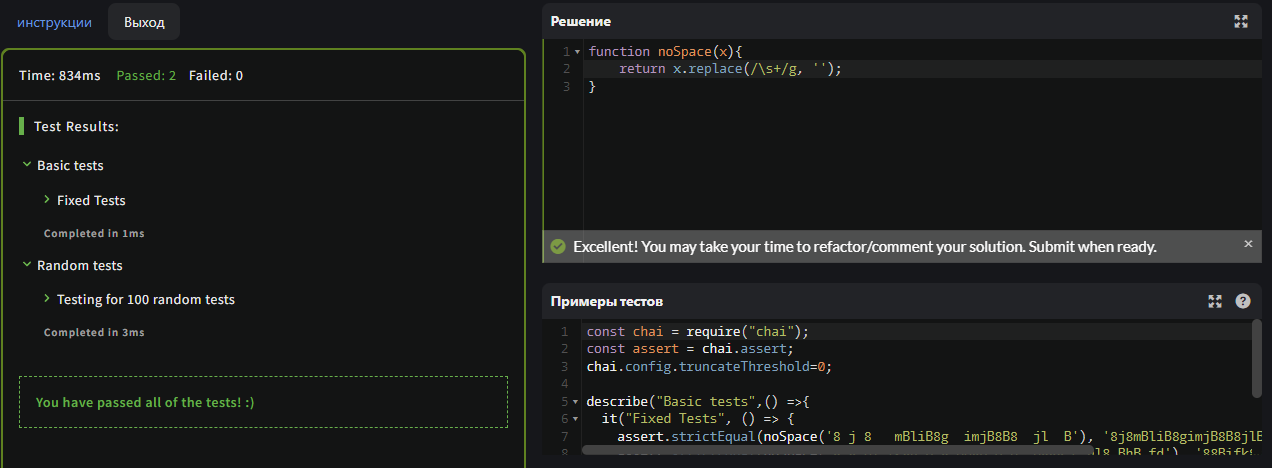 инструкции Выход
Time: 834ms Passed: 2 Failed: 0
Test Results:
Basic tests
Fixed Tests
Completed in 1ms
Random tests
Testing for 100 random tests
Completed in 3ms
You have passed all of the tests! :)
Решение
1 function noSpace(x){
2 return x.replace(/\s+/g, '');
3 }
Excellent! You may take your time to refactor/comment your solution. Submit when ready.
Примеры тестов
1 const chai = require("chai");
2 const assert = chai.assert;
3 chai.config.truncateThreshold=0;
4
5 describe("Basic tests",() =>{
6 it("Fixed Tests", () => {
7 assert.strictEqual(noSpace('8 j 8   mBliB8g  imjB8B8  jl  B'), '8j8mBliB8gimjB8B8jlB
8